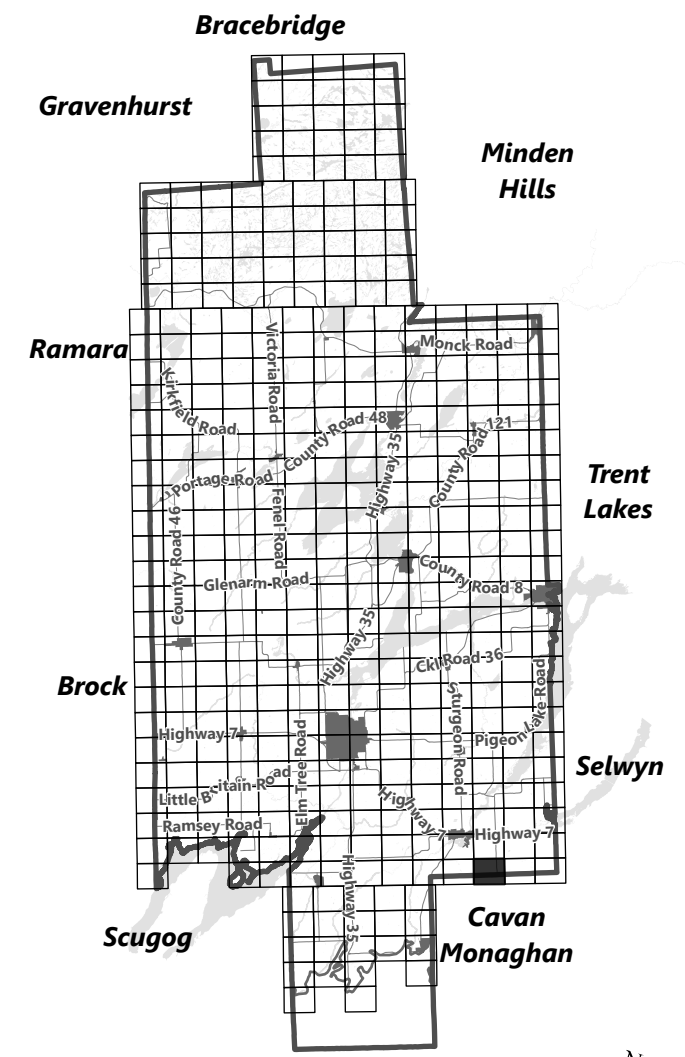 Bracebridge
Gravenhurst
Minden
Hills
Ramara
Victoria Road
Monck Road
Kirkfield Road
County Road 48
Highway 35
County Road 121
Portage Road
Trent
Lakes
Fenel Road
County Road 46
County Road 8
Glenarm Road
Highway 35
Ckl Road 36
Brock
Sturgeon Road
Pigeon Lake Road
Highway 7
Elm Tree Road
Selwyn
Little Britain Road
Highway 7
Ramsey Road
Highway 7
Highway 35
Scugog
Cavan
Monaghan
N